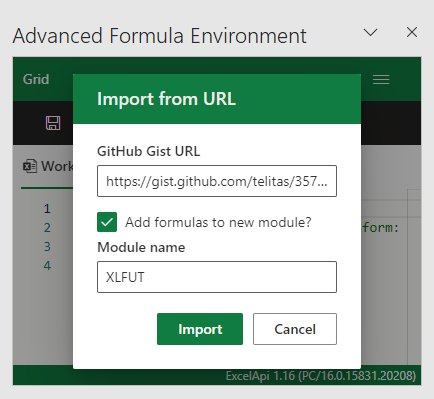 Advanced Formula Environment
Grid
Import from URL
GitHub Gist URL
https://gist.github.com/telitas/357...
Work
Add formulas to new module?
1
2
form:
Module name
3
4
XLFUT
Import
Cancel
ExcelApi 1.16 (PC/16.0.15831.20208)